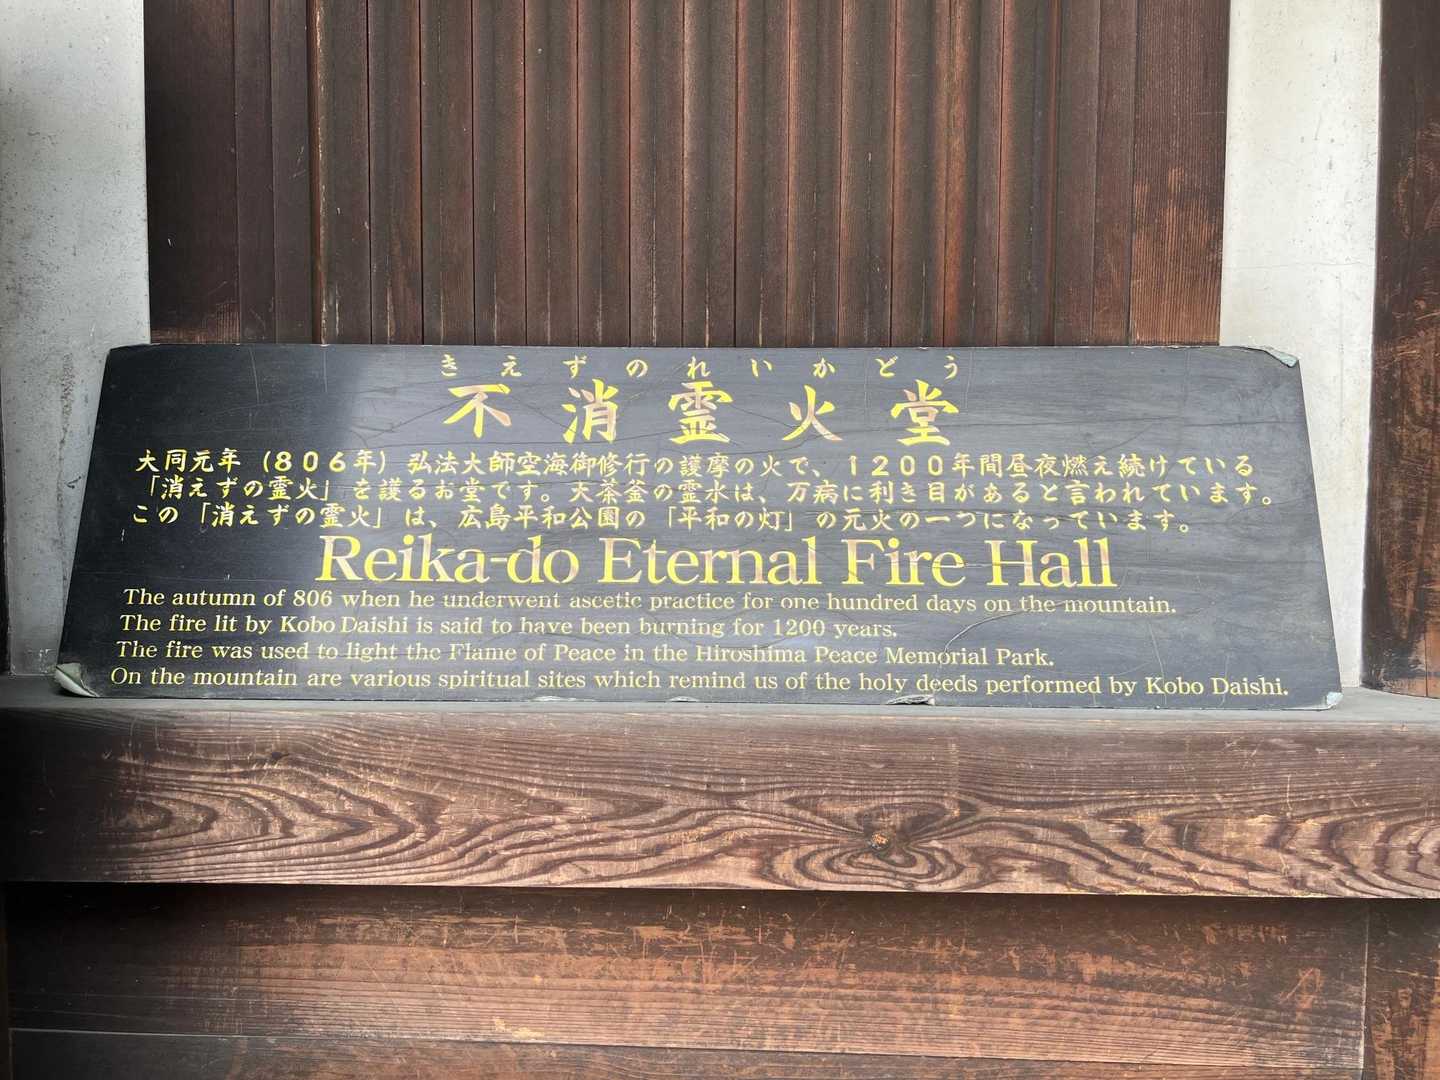 きえずのれいかどう
不消霊火堂
大同元年（８０６年）弘法大師空海御修行の護摩の火で、１２００年間昼夜燃え続けている
「消えずの霊火」を護るお堂です。大茶釜の霊水は、万病に利き目があると言われています。
この「消えずの霊火」は、広島平和公園の「平和の灯」の元火の一つになっています。
Reika-do Eternal Fire Hall
The autumn of 806 when he underwent ascetic practice for one hundred days on the mountain.
The fire lit by Kobo Daishi is said to have been burning for 1200 years.
The fire was used to light the Flame of Peace in the Hiroshima Peace Memorial Park.
On the mountain are various spiritual sites which remind us of the holy deeds performed by Kobo Daishi.